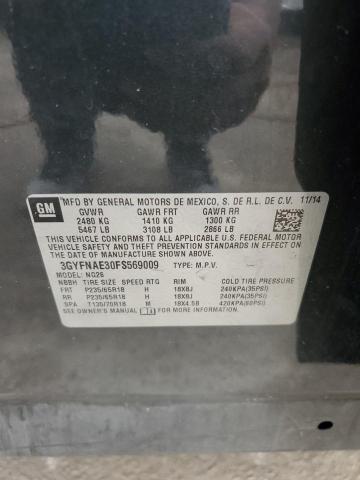 GM MFD BY GENERAL MOTORS DE MEXICO, S. DE R.L. DE C.V. 11/14
GVWR GAWR FRT GAWR RR
2480 KG 1410 KG 1300 KG
5467 LB 3108 LB 2866 LB
THIS VEHICLE CONFORMS TO ALL APPLICABLE U.S. FEDERAL MOTOR
VEHICLE SAFETY AND THEFT PREVENTION STANDARDS IN EFFECT ON THE
DATE OF MANUFACTURE SHOWN ABOVE.
3GYFNAE30FS569009 TYPE: M.P.V.
MODEL: NG26
NBBH TIRE SIZE SPEED RTG RIM COLD TIRE PRESSURE
FRT P235/65R18 H 18X8J 240KPA(35PSI)
RR P235/65R18 H 18X8J 240KPA(35PSI)
SPA T135/70R18 M 18X4.5B 420KPA(60PSI)
SEE OWNER'S MANUAL FOR ADDITIONAL INFORMATION.